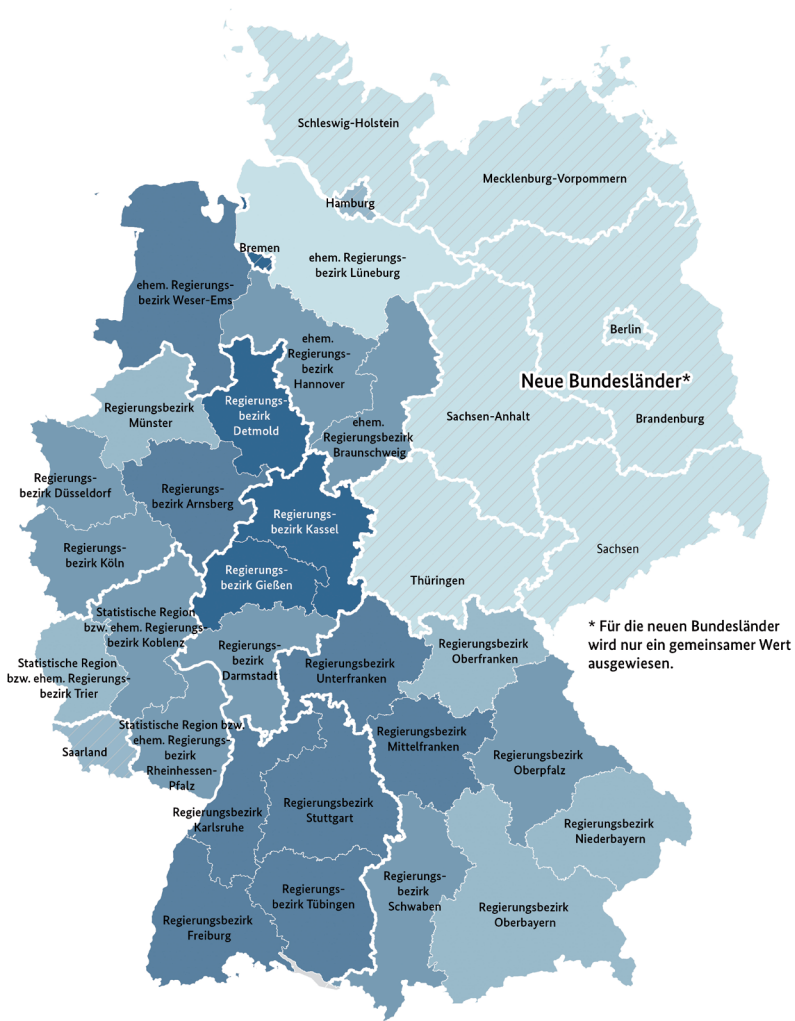 Schleswig-Holstein
Mecklenburg-Vorpommern
Hamburg
Bremen
ehem. Regierungs-
bezirk Lüneburg
ehem. Regierungs-
bezirk Weser-Ems
Berlin
ehem.
Regierungs-
bezirk
Hannover
Neue Bundesländer*
Regierungsbezirk
Münster
Regierungs-
bezirk
Detmold
Sachsen-Anhalt
Brandenburg
ehem.
Regierungsbezirk
Braunschweig
Regierungs-
bezirk Düsseldorf
Regierungs-
bezirk Arnsberg
Regierungs-
bezirk Kassel
Regierungs-
bezirk Köln
Sachsen
Regierungs-
bezirk Gießen
Thüringen
Statistische Region
bzw. ehem. Regierungs-
bezirk Koblenz
* Für die neuen Bundesländer
wird nur ein gemeinsamer Wert
ausgewiesen.
Regierungs-
bezirk
Darmstadt
Regierungsbezirk
Oberfranken
Statistische Region
bzw. ehem. Regierungs-
bezirk Trier
Regierungsbezirk
Unterfranken
Saarland
Statistische Region bzw.
ehem. Regierungs-
bezirk
Rheinhessen-
Pfalz
Regierungsbezirk
Mittelfranken
Regierungsbezirk
Oberpfalz
Regierungsbezirk
Karlsruhe
Regierungsbezirk
Stuttgart
Regierungsbezirk
Niederbayern
Regierungs-
bezirk
Schwaben
Regierungs-
bezirk Tübingen
Regierungsbezirk
Oberbayern
Regierungsbezirk
Freiburg